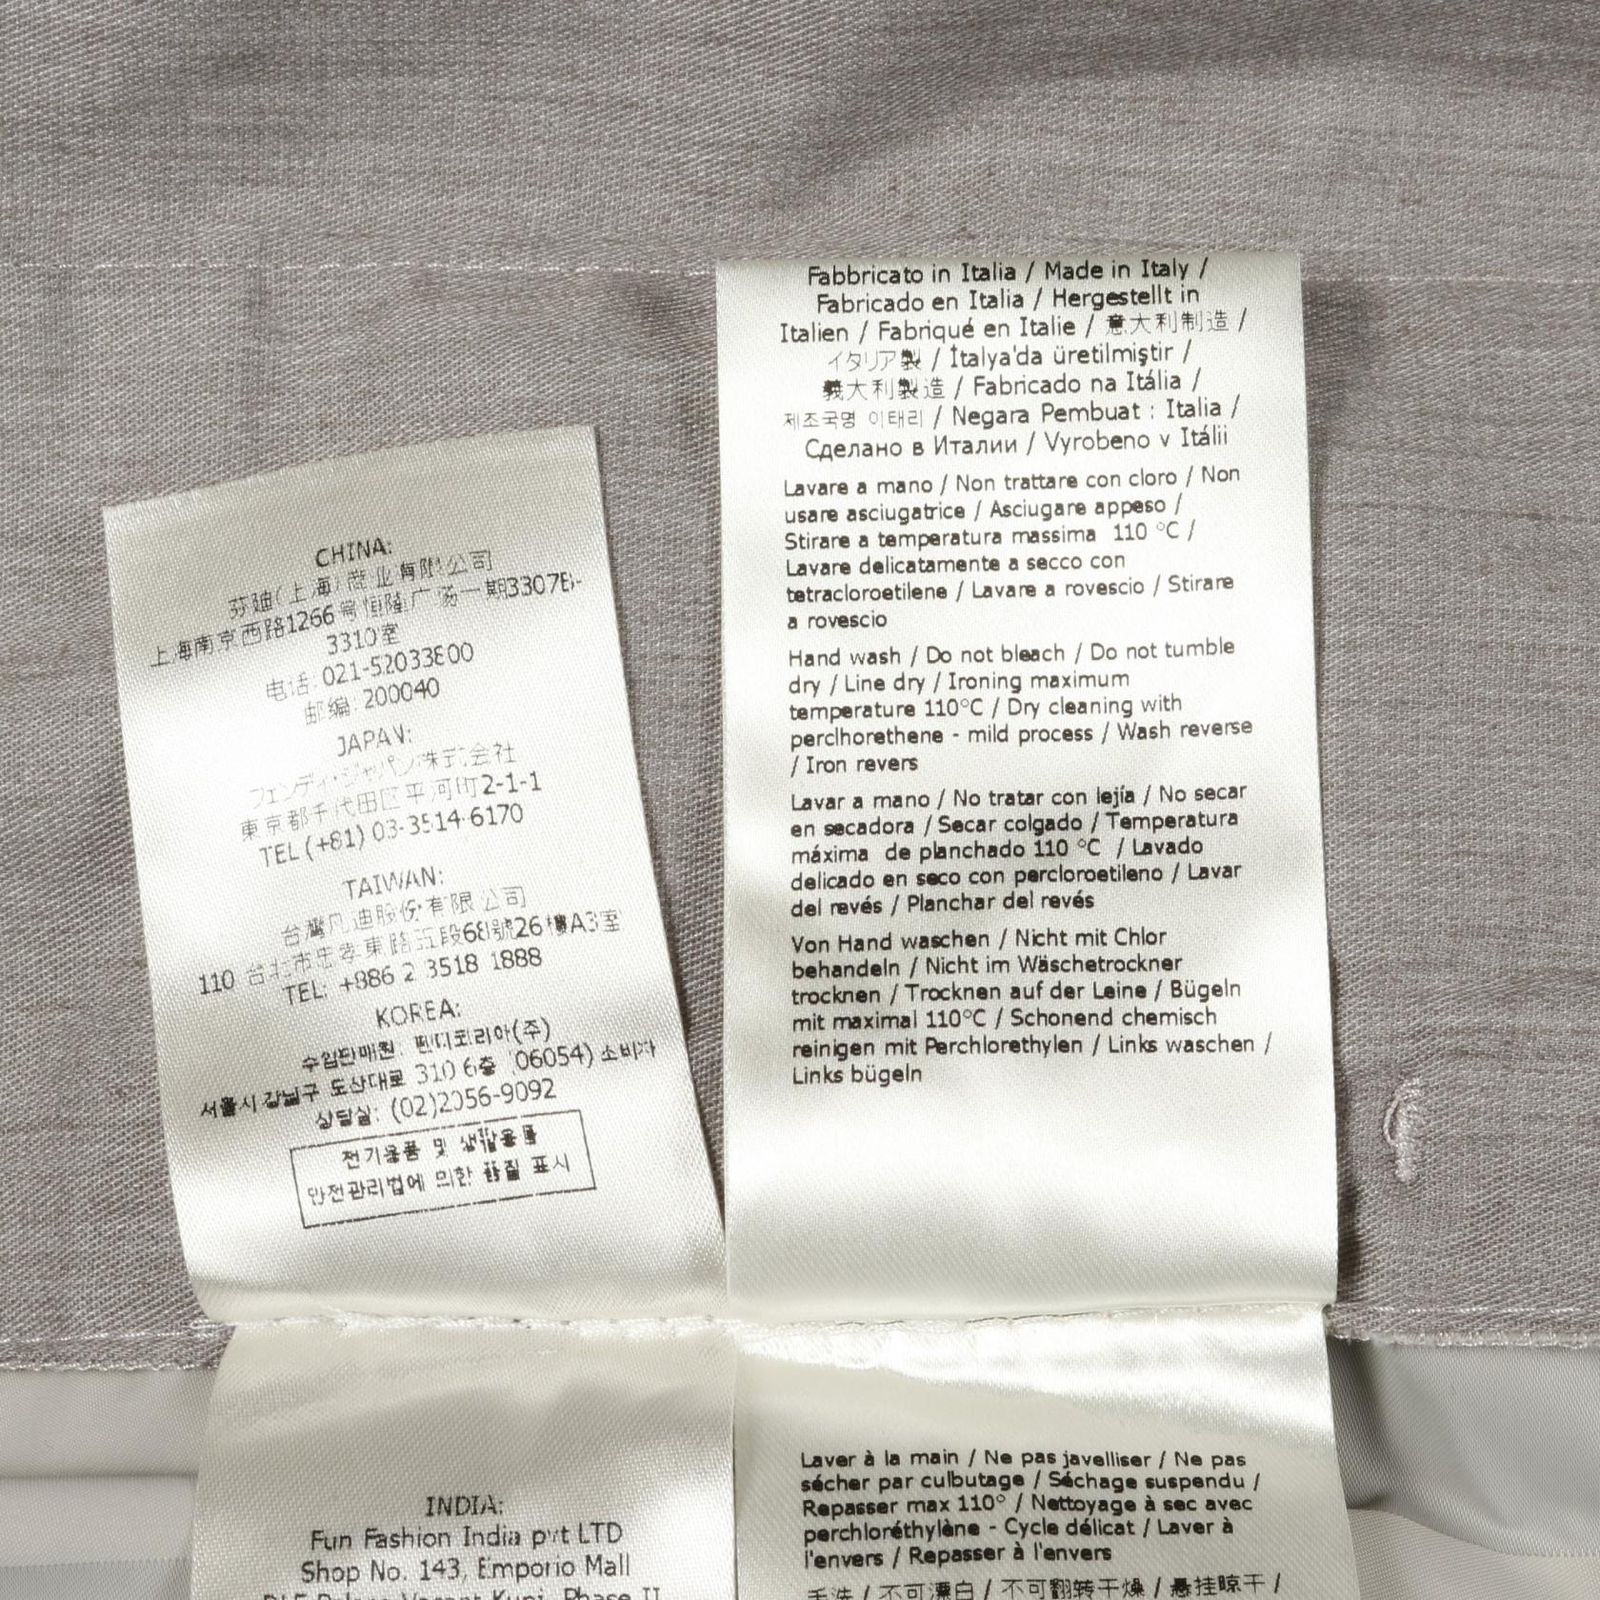 CHINA:
芬迪(上海)商业有限公司
上海南京西路1266号恒隆广场一期3307B-
3310室
电话:021-52033800
邮编:200040
JAPAN:
フェンディ・ジャパン株式会社
東京都千代田区平河町2-1-1
TEL (+81) 03-3514-6170
TAIWAN:
台灣凡迪股份有限公司
110 台北市忠孝東路五段68號26樓A3室
TEL: +886 2 3518 1888
KOREA:
수입판매원: 펜디코리아(주)
서울시 강남구 도산대로 310 6층 (06054) 소비자
상담실: (02)2056-9092
전기용품 및 생활용품
안전관리법에 의한 품질 표시
INDIA:
Fun Fashion India pvt LTD
Shop No. 143, Emporio Mall
Fabbricato in Italia / Made in Italy /
Fabricado en Italia / Hergestellt in
Italien / Fabriqué en Italie / 意大利制造 /
イタリア製 / İtalya'da üretilmiştir /
義大利製造 / Fabricado na Itália /
제조국명 이태리 / Negara Pembuat : Italia /
Сделано в Италии / Vyrobeno v Itálii
Lavare a mano / Non trattare con cloro / Non
usare asciugatrice / Asciugare appeso /
Stirare a temperatura massima 110 °C /
Lavare delicatamente a secco con
tetracloroetilene / Lavare a rovescio / Stirare
a rovescio
Hand wash / Do not bleach / Do not tumble
dry / Line dry / Ironing maximum
temperature 110°C / Dry cleaning with
perclhorethene - mild process / Wash reverse
/ Iron revers
Lavar a mano / No tratar con lejía / No secar
en secadora / Secar colgado / Temperatura
máxima de planchado 110 °C / Lavado
delicado en seco con percloroetileno / Lavar
del revés / Planchar del revés
Von Hand waschen / Nicht mit Chlor
behandeln / Nicht im Wäschetrockner
trocknen / Trocknen auf der Leine / Bügeln
mit maximal 110°C / Schonend chemisch
reinigen mit Perchlorethylen / Links waschen /
Links bügeln
Laver à la main / Ne pas javelliser / Ne pas
sécher par culbutage / Séchage suspendu /
Repasser max 110° / Nettoyage à sec avec
perchloréthylène - Cycle délicat / Laver à
l'envers / Repasser à l'envers
手洗 / 不可漂白 / 不可翻转干燥 / 悬挂晾干 /